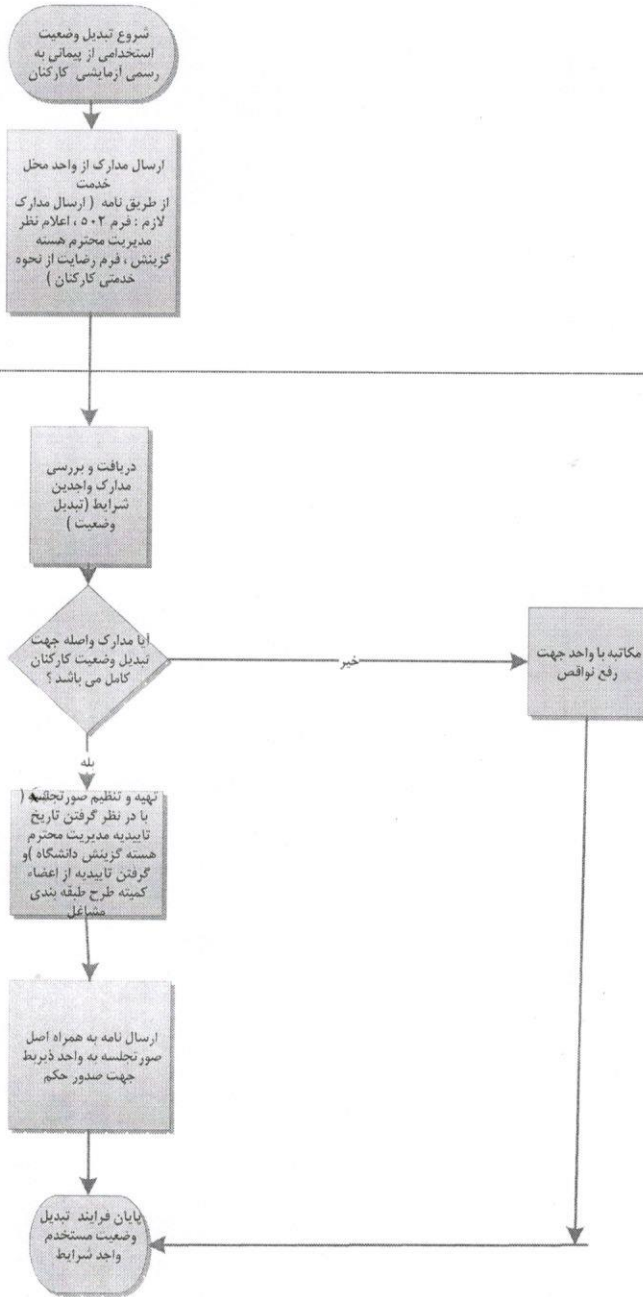 شروع تبدیل وضعیت
استخدامی از پیمانی به
رسمی آزمایشی کارکنان
ارسال مدارک از واحد محل
خدمت
از طریق نامه ( ارسال مدارک
لازم : فرم ۵۰۲ ، اعلام نظر
مدیریت محترم هسته
گزینش ، فرم رضایت از نحوه
خدمتی کارکنان )
دریافت و بررسی
مدارک واجدین
شرایط (تبدیل
وضعیت )
آیا مدارک واصله جهت
تبدیل وضعیت کارکنان
کامل می باشد ؟
خیر
مکاتبه با واحد جهت
رفع نواقص
بله
تهیه و تنظیم صورتجلسه (
با در نظر گرفتن تاریخ
تاییدیه مدیریت محترم
هسته گزینش دانشگاه )و
گرفتن تاییدیه از اعضاء
کمیته طرح طبقه بندی
مشاغل
ارسال نامه به همراه اصل
صورتجلسه به واحد ذیربط
جهت صدور حکم
پایان فرایند تبدیل
وضعیت مستخدم
واجد شرایط